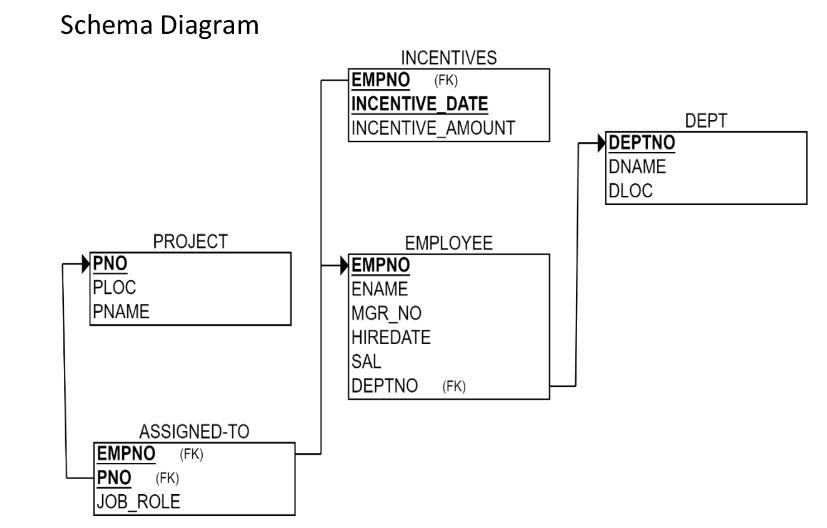 Schema Diagram
INCENTIVES
EMPNO (FK)
INCENTIVE_DATE
INCENTIVE_AMOUNT
DEPT
DEPTNO
DNAME
DLOC
PROJECT
PNO
PLOC
PNAME
EMPLOYEE
EMPNO
ENAME
MGR_NO
HIREDATE
SAL
DEPTNO (FK)
ASSIGNED-TO
EMPNO (FK)
PNO (FK)
JOB_ROLE